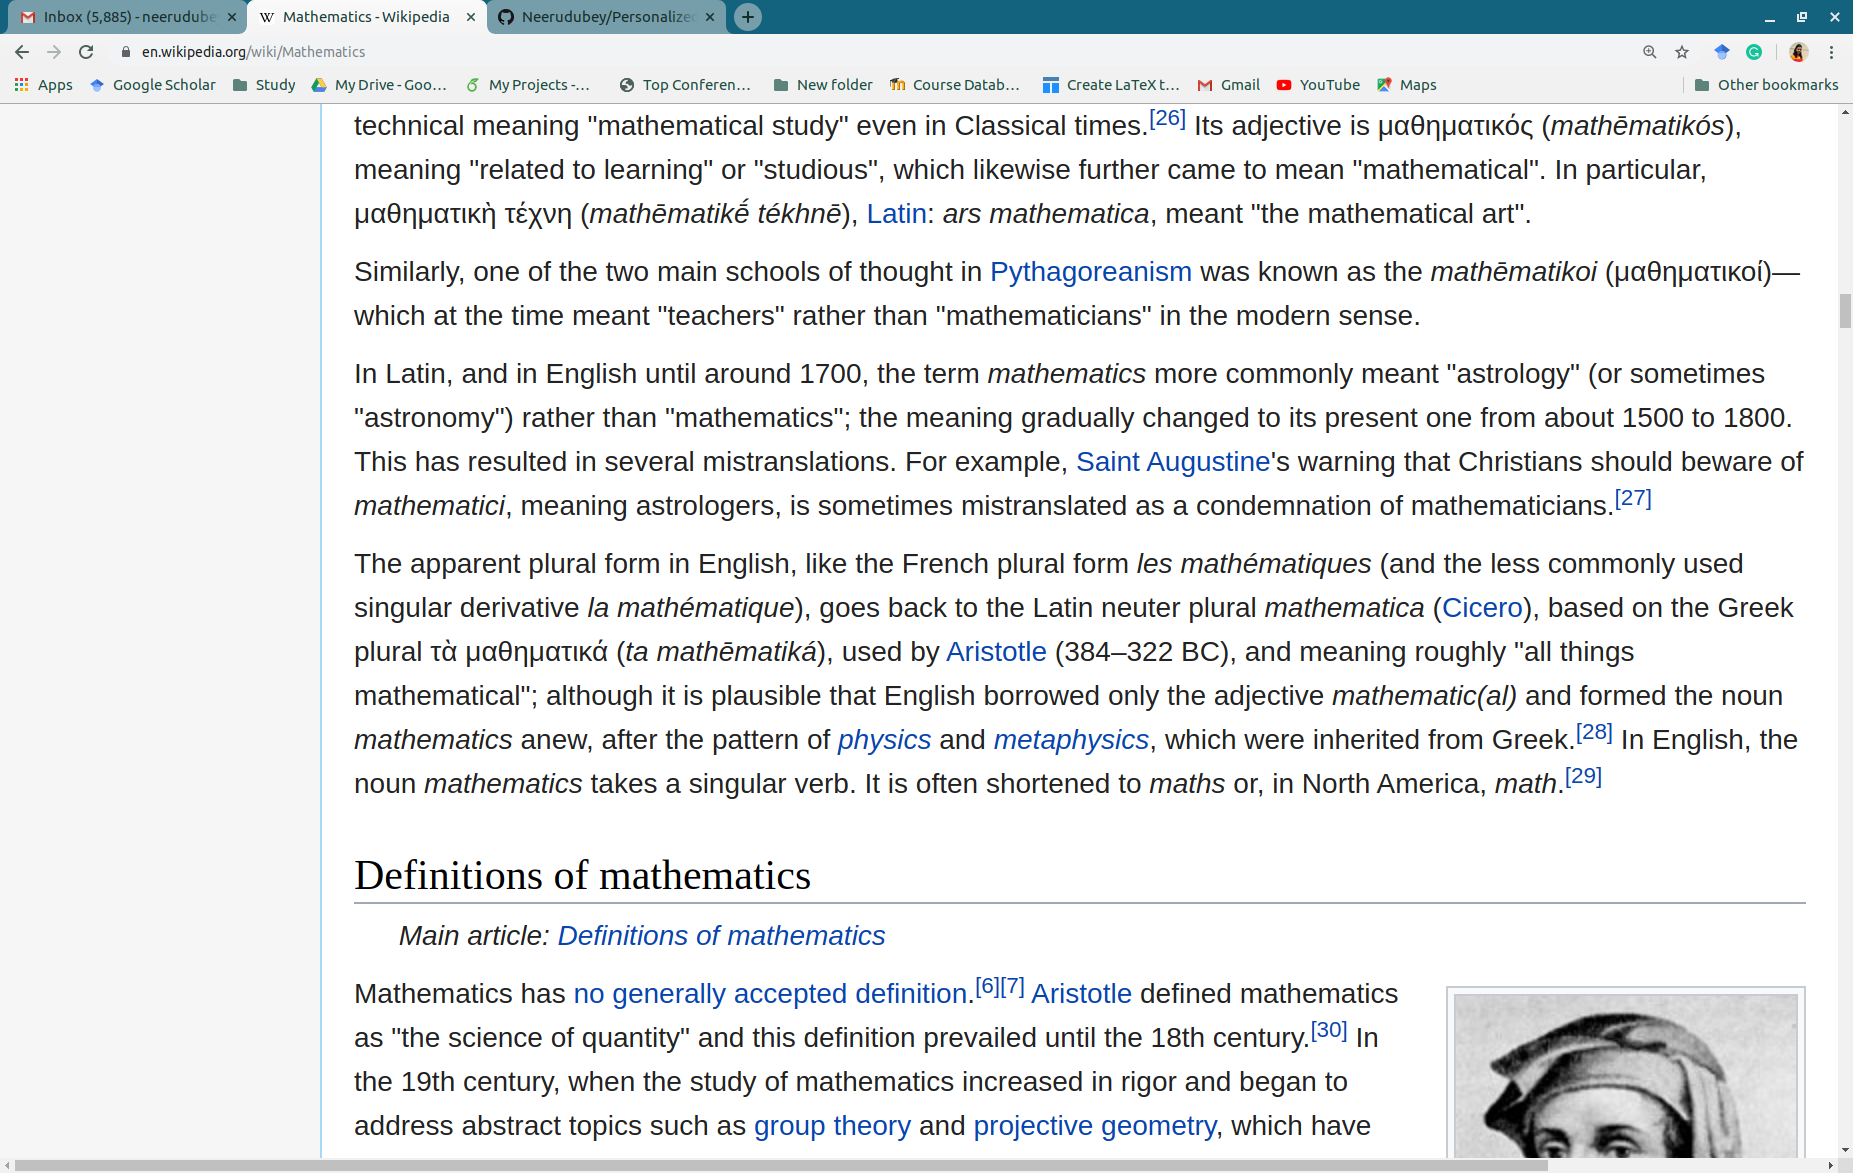 Inbox (5,885) - neerudube
Mathematics - Wikipedia
Neerudubey/Personalized
en.wikipedia.org/wiki/Mathematics
Apps Google Scholar Study My Drive - Goo... My Projects -... Top Conferen... New folder Course Datab... Create LaTeX t... Gmail YouTube Maps Other bookmarks
technical meaning "mathematical study" even in Classical times.[26] Its adjective is μαθηματικός (mathēmatikós),
meaning "related to learning" or "studious", which likewise further came to mean "mathematical". In particular,
μαθηματικὴ τέχνη (mathēmatikḗ tékhnē), Latin: ars mathematica, meant "the mathematical art".
Similarly, one of the two main schools of thought in Pythagoreanism was known as the mathēmatikoi (μαθηματικοί)—
which at the time meant "teachers" rather than "mathematicians" in the modern sense.
In Latin, and in English until around 1700, the term mathematics more commonly meant "astrology" (or sometimes
"astronomy") rather than "mathematics"; the meaning gradually changed to its present one from about 1500 to 1800.
This has resulted in several mistranslations. For example, Saint Augustine's warning that Christians should beware of
mathematici, meaning astrologers, is sometimes mistranslated as a condemnation of mathematicians.[27]
The apparent plural form in English, like the French plural form les mathématiques (and the less commonly used
singular derivative la mathématique), goes back to the Latin neuter plural mathematica (Cicero), based on the Greek
plural τὰ μαθηματικά (ta mathēmatiká), used by Aristotle (384–322 BC), and meaning roughly "all things
mathematical"; although it is plausible that English borrowed only the adjective mathematic(al) and formed the noun
mathematics anew, after the pattern of physics and metaphysics, which were inherited from Greek.[28] In English, the
noun mathematics takes a singular verb. It is often shortened to maths or, in North America, math.[29]
Definitions of mathematics
Main article: Definitions of mathematics
Mathematics has no generally accepted definition.[6][7] Aristotle defined mathematics
as "the science of quantity" and this definition prevailed until the 18th century.[30] In
the 19th century, when the study of mathematics increased in rigor and began to
address abstract topics such as group theory and projective geometry, which have